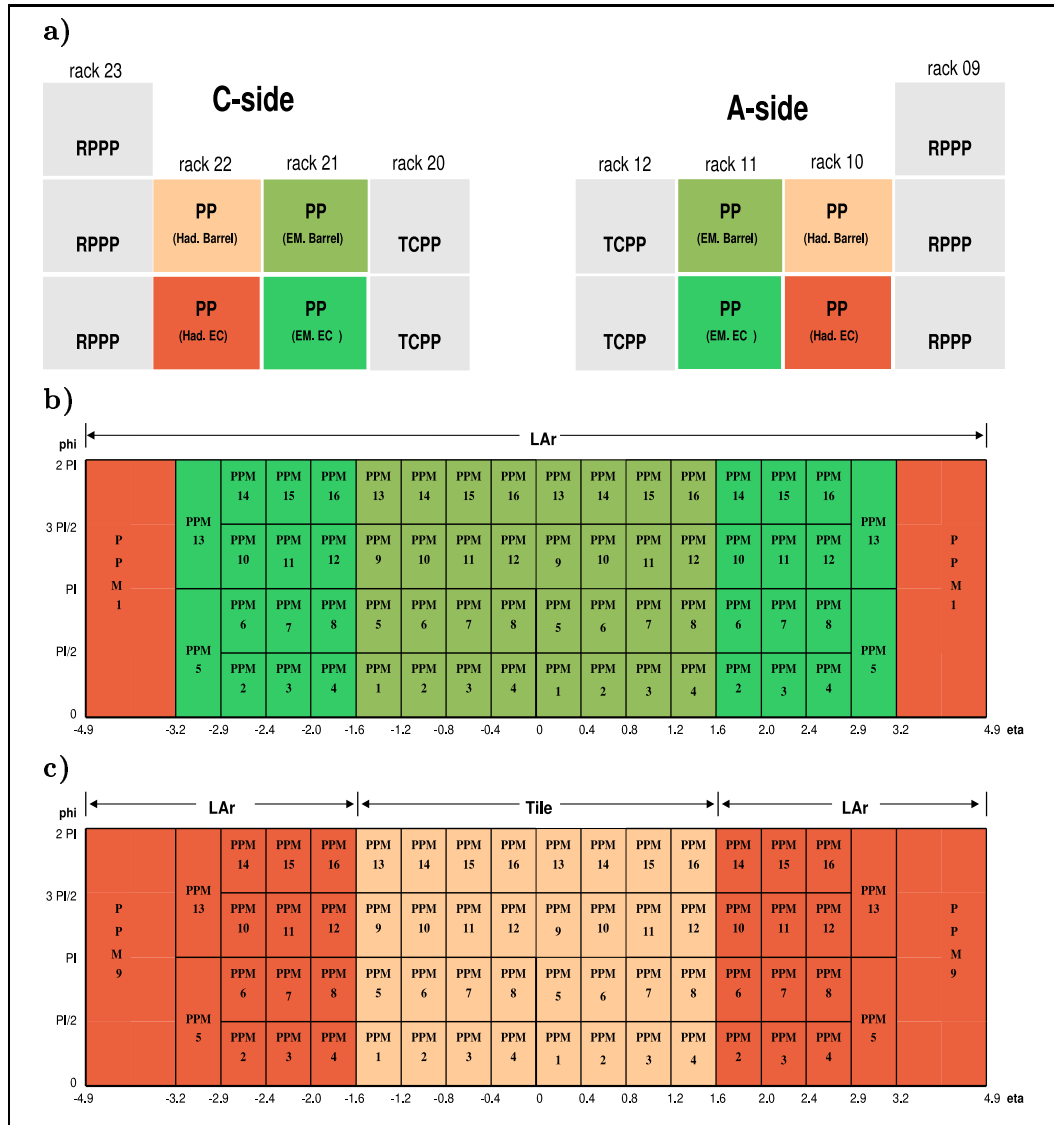 a)
rack 23
rack 09
C-side
A-side
rack 22
rack 21
rack 20
rack 12
rack 11
rack 10
RPPP
RPPP
PP
(Had. Barrel)
PP
(EM. Barrel)
PP
(EM. Barrel)
PP
(Had. Barrel)
RPPP
TCPP
TCPP
RPPP
PP
(Had. EC)
PP
(EM. EC )
PP
(EM. EC )
PP
(Had. EC)
RPPP
TCPP
TCPP
RPPP
b)
LAr
phi
2 PI
PPM PPM PPM PPM PPM PPM PPM PPM PPM PPM PPM PPM PPM PPM
14 15 16 13 14 15 16 13 14 15 16 14 15 16
3 PI/2
PPM
13
PPM
13
PPM PPM PPM PPM PPM PPM PPM PPM PPM PPM PPM PPM PPM PPM
10 11 12 9 10 11 12 9 10 11 12 10 11 12
P
P
M
1
P
P
M
1
PI
PPM PPM PPM PPM PPM PPM PPM PPM PPM PPM PPM PPM PPM PPM
6 7 8 5 6 7 8 5 6 7 8 6 7 8
PI/2
PPM
5
PPM
5
PPM PPM PPM PPM PPM PPM PPM PPM PPM PPM PPM PPM PPM PPM
2 3 4 1 2 3 4 1 2 3 4 2 3 4
0
-4.9 -3.2 -2.4 -2.0 -1.6 -1.2 -0.8 -0.4 0 0.4 0.8 1.2 1.6 2.0 2.4 2.9 3.2 4.9 eta
c)
LAr Tile LAr
phi
2 PI
PPM PPM PPM PPM PPM PPM PPM PPM PPM PPM PPM PPM PPM PPM
14 15 16 13 14 15 16 13 14 15 16 14 15 16
3 PI/2
PPM
13
PPM
13
PPM PPM PPM PPM PPM PPM PPM PPM PPM PPM PPM PPM PPM PPM
10 11 12 9 10 11 12 9 10 11 12 10 11 12
P
P
M
9
P
P
M
9
PI
PPM PPM PPM PPM PPM PPM PPM PPM PPM PPM PPM PPM PPM PPM
6 7 8 5 6 7 8 5 6 7 8 6 7 8
PI/2
PPM
5
PPM
5
PPM PPM PPM PPM PPM PPM PPM PPM PPM PPM PPM PPM PPM PPM
2 3 4 1 2 3 4 1 2 3 4 2 3 4
0
-4.9 -3.2 -2.9 -2.4 -2.0 -1.6 -1.2 -0.8 -0.4 0 0.4 0.8 1.2 1.6 2.0 2.4 2.9 3.2 4.9 eta